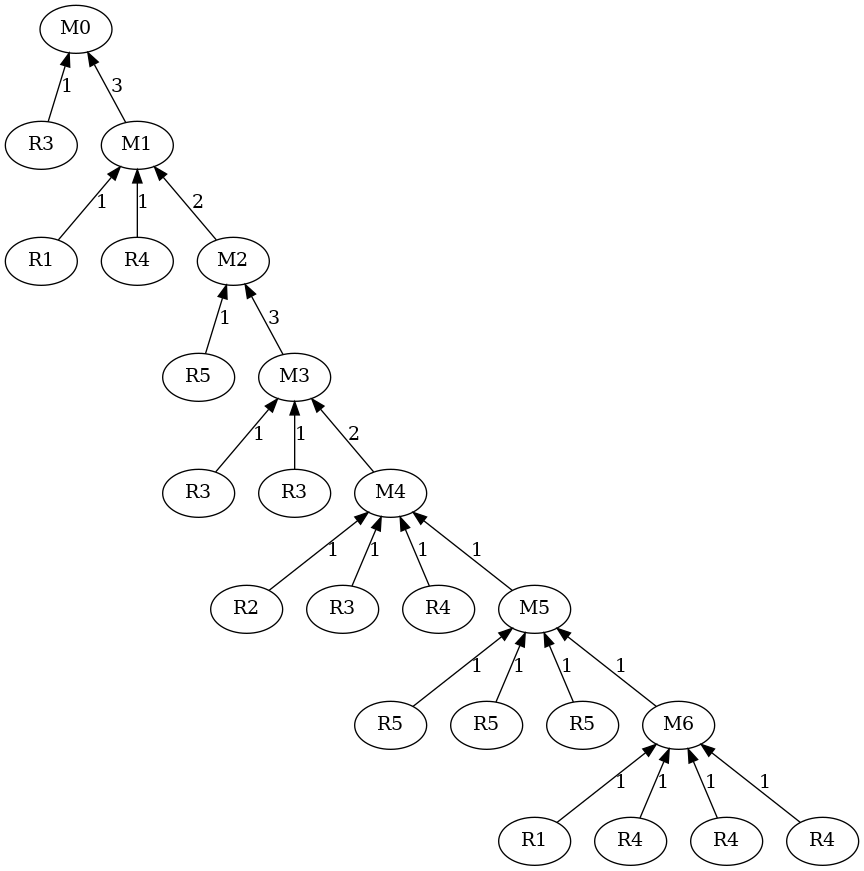 M0
1 3
R3 M1
1 1 2
R1 R4 M2
1 3
R5 M3
1 1 2
R3 R3 M4
1 1 1 1
R2 R3 R4 M5
1 1 1 1
R5 R5 R5 M6
1 1 1 1
R1 R4 R4 R4